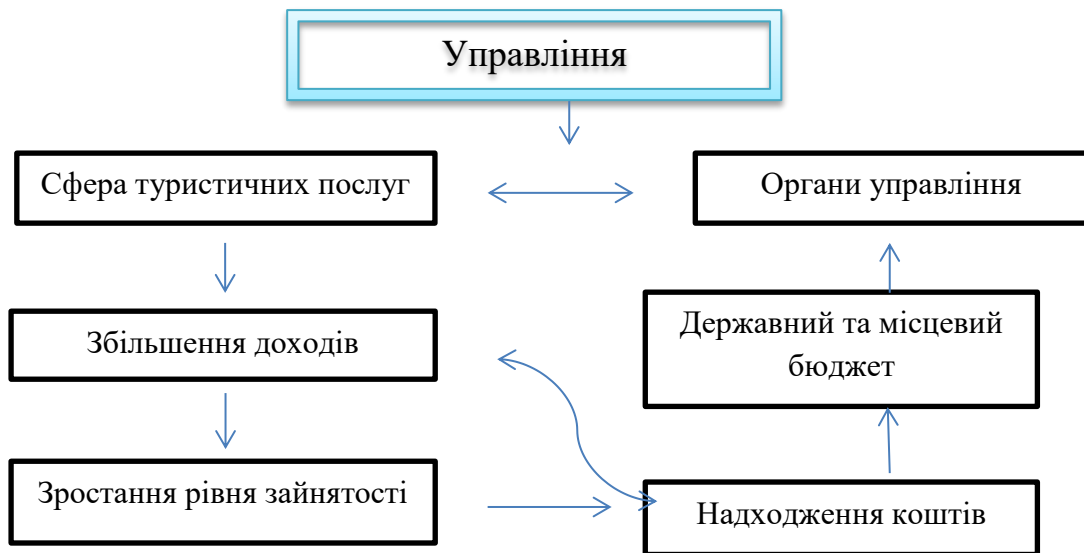 Управління
Сфера туристичних послуг
Органи управління
Збільшення доходів
Державний та місцевий
бюджет
Зростання рівня зайнятості
Надходження коштів